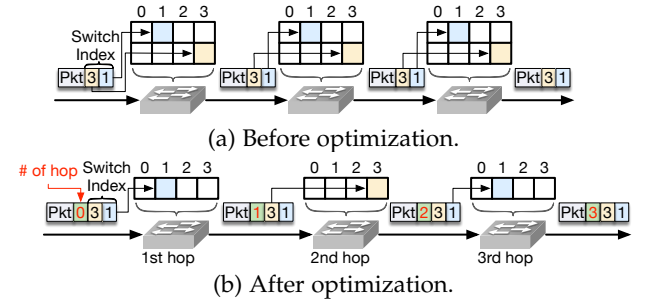 0 1 2 3 0 1 2 3 0 1 2 3
Switch
Index
Pkt 3 1 Pkt 3 1 Pkt 3 1 Pkt 3 1
(a) Before optimization.
# of hop Switch
Index
0 1 2 3 0 1 2 3 0 1 2 3
Pkt 0 3 1 Pkt 1 3 1 Pkt 2 3 1 Pkt 3 3 1
1st hop 2nd hop 3rd hop
(b) After optimization.